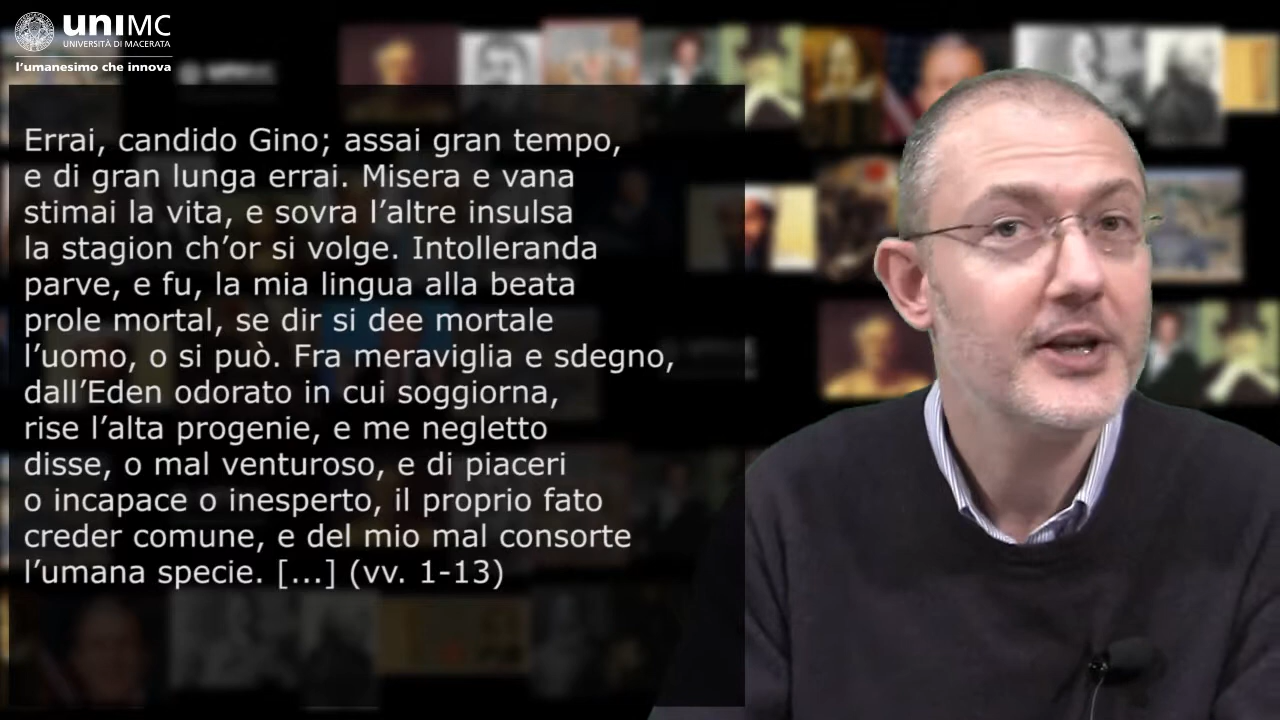 uniMC
UNIVERSITÀ DI MACERATA
l'umanesimo che innova
Errai, candido Gino; assai gran tempo,
e di gran lunga errai. Misera e vana
stimai la vita, e sovra l'altre insulsa
la stagion ch'or si volge. Intolleranda
parve, e fu, la mia lingua alla beata
prole mortal, se dir si dee mortale
l'uomo, o si può. Fra meraviglia e sdegno,
dall'Eden odorato in cui soggiorna,
rise l'alta progenie, e me negletto
disse, o mal venturoso, e di piaceri
o incapace o inesperto, il proprio fato
creder comune, e del mio mal consorte
l'umana specie. [...] (vv. 1-13)